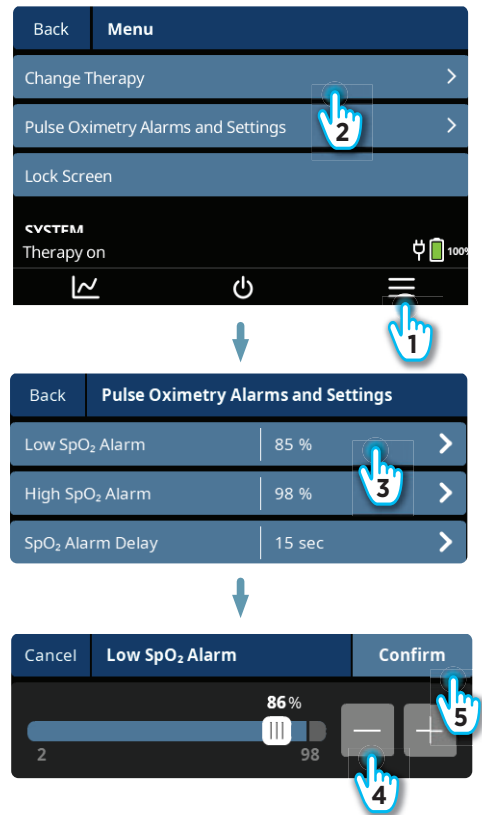 Back Menu
Change Therapy
Pulse Oximetry Alarms and Settings
2
Lock Screen
SYSTEM
Therapy on 100%
1
Back Pulse Oximetry Alarms and Settings
Low SpO₂ Alarm 85 %
3
High SpO₂ Alarm 98 %
SpO₂ Alarm Delay 15 sec
Cancel Low SpO₂ Alarm Confirm
86%
5
2 98
4